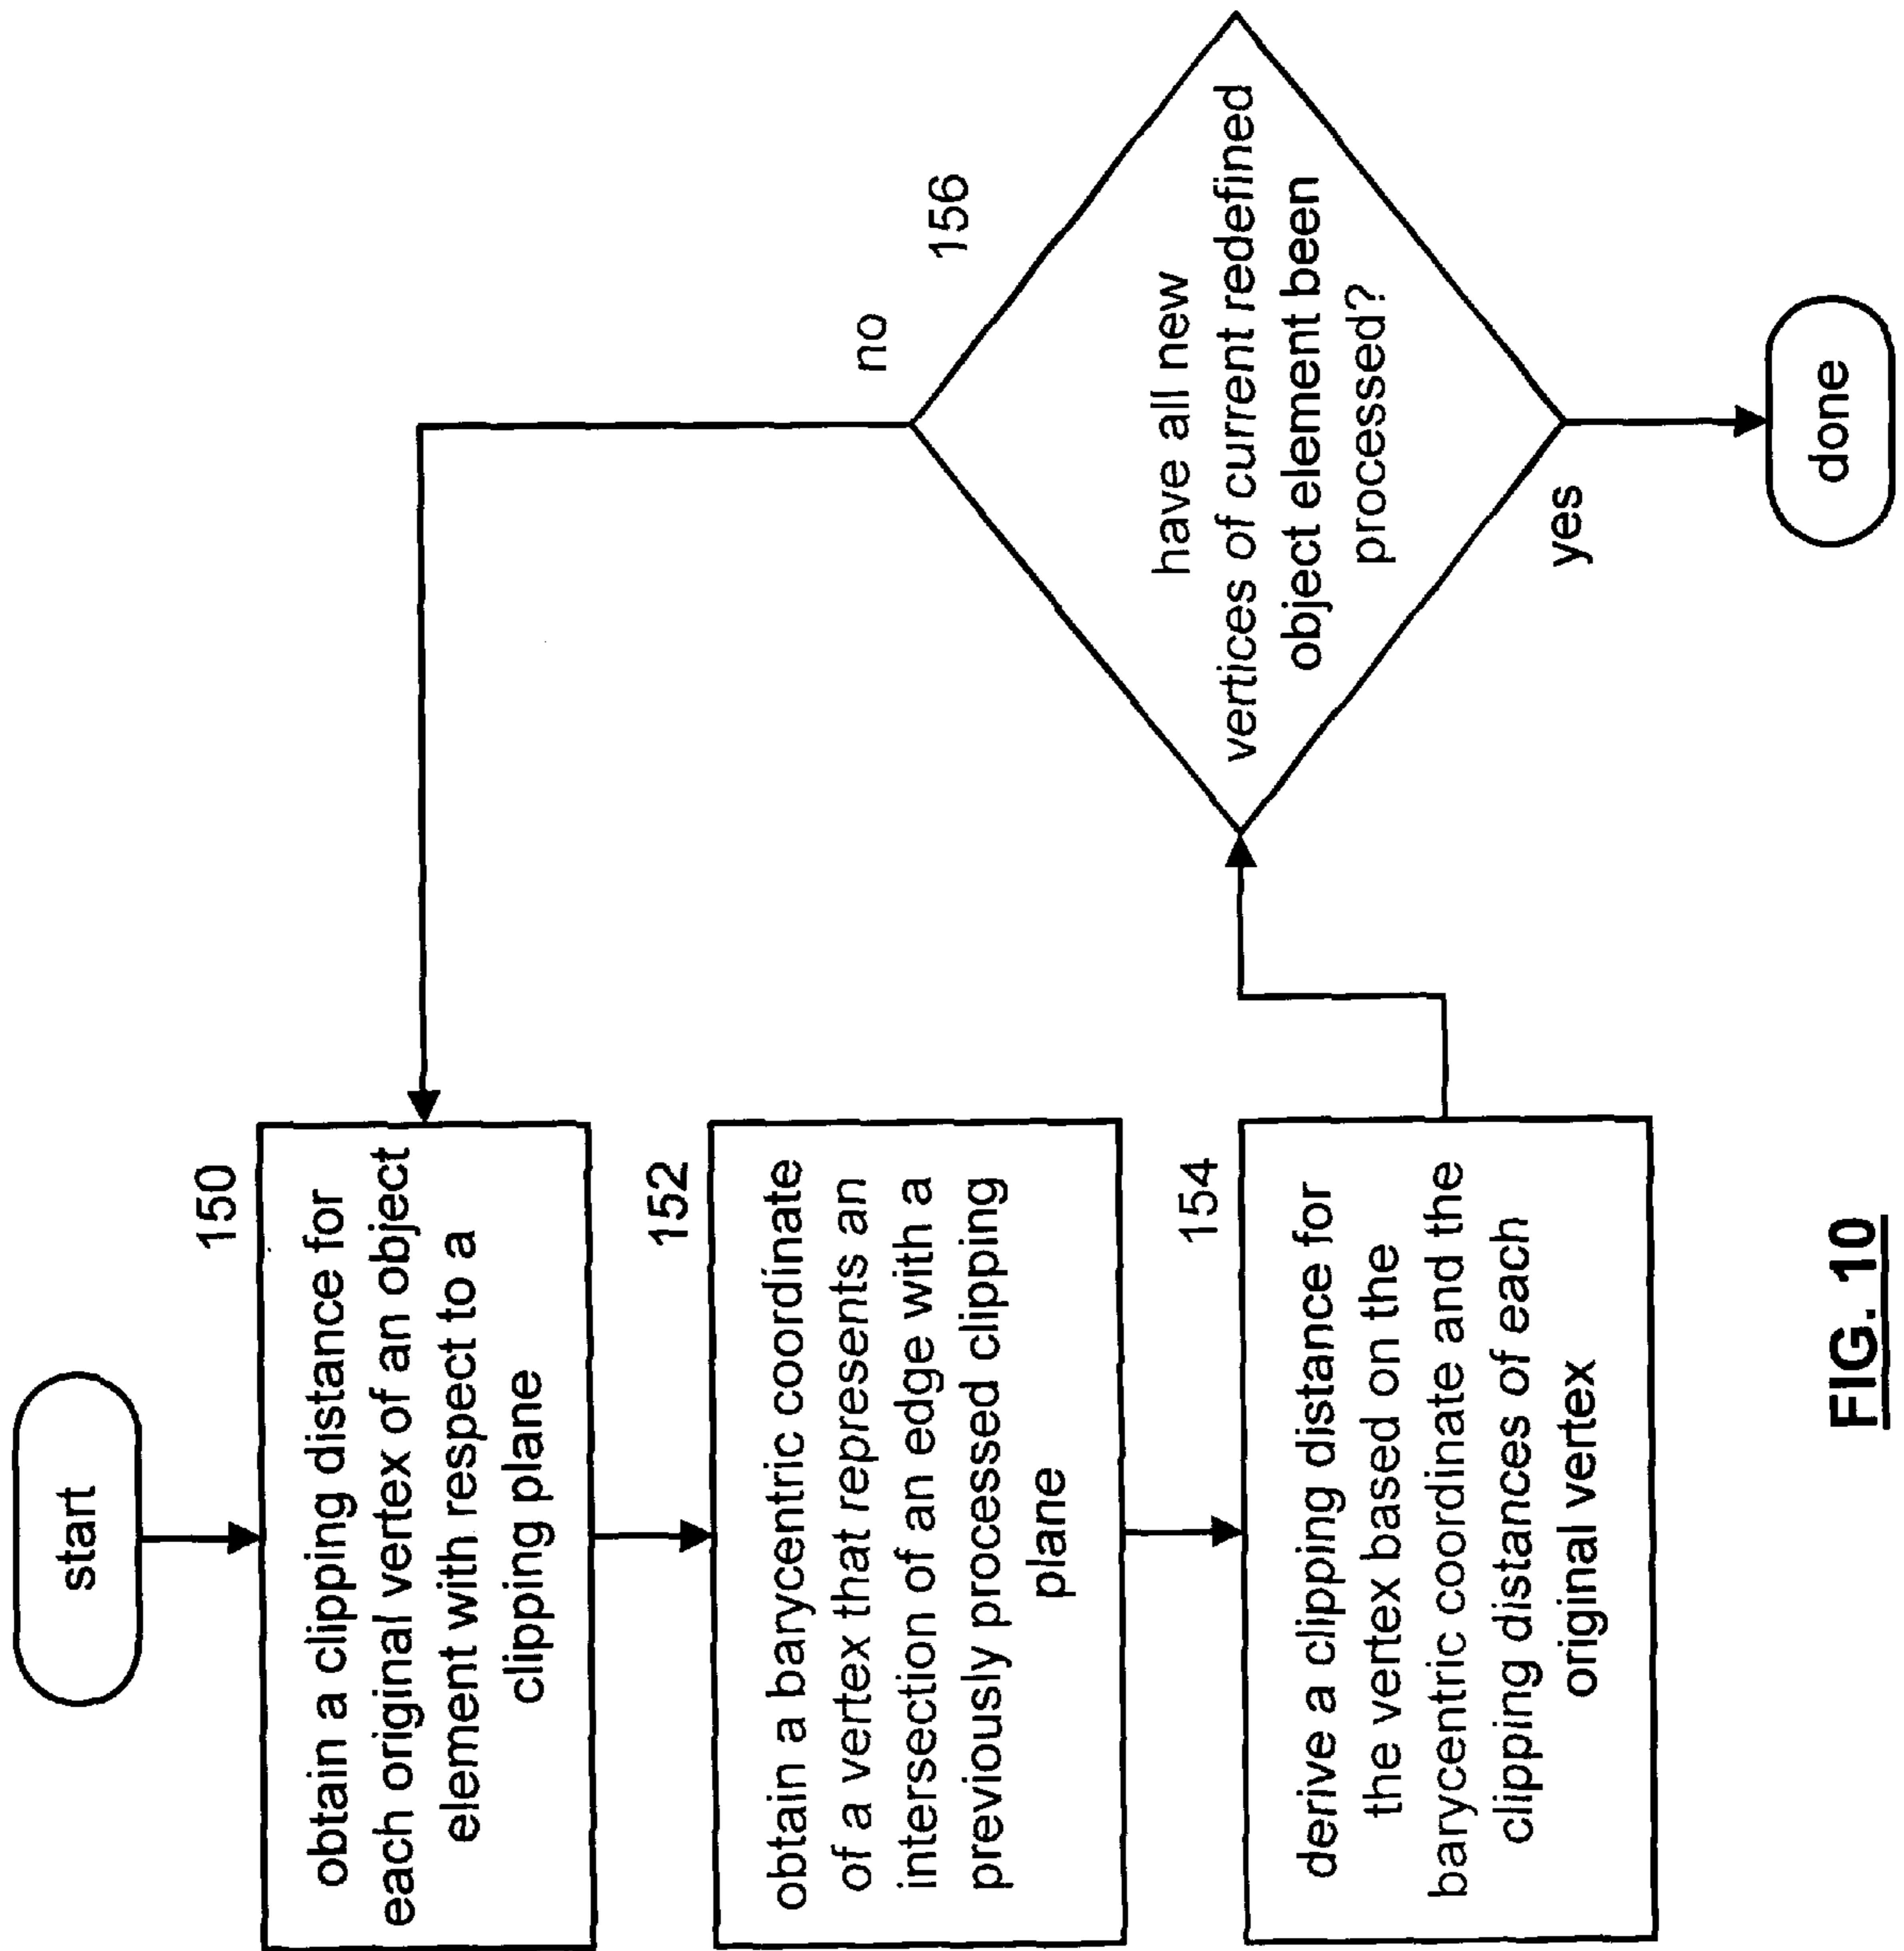 start
150
obtain a clipping distance for
each original vertex of an object
element with respect to a
clipping plane
152
obtain a barycentric coordinate
of a vertex that represents an
intersection of an edge with a
previously processed clipping
plane
154
derive a clipping distance for
the vertex based on the
barycentric coordinate and the
clipping distances of each
original vertex
no
156
have all new
vertices of current redefined
object element been
processed?
yes
done
FIG. 10